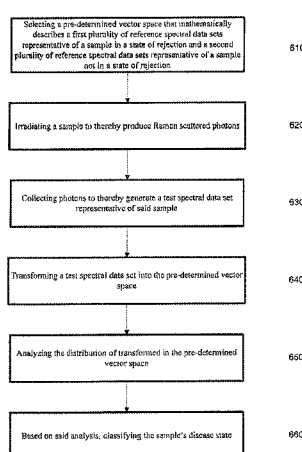 Selecting a pre-determined vector space that mathematically
describes a first plurality of reference spectral data sets
representative of a sample in a state of rejection and a second
plurality of reference spectral data sets representative of a sample
not in a state of rejection
610
Irradiating a sample to thereby produce Raman scattered photons
620
Collecting photons to thereby generate a test spectral data set
representative of said sample
630
Transforming a test spectral data set into the pre-determined vector
space
640
Analyzing the distribution of transformed in the pre-determined
vector space
650
Based on said analysis, classifying the sample's disease state
660